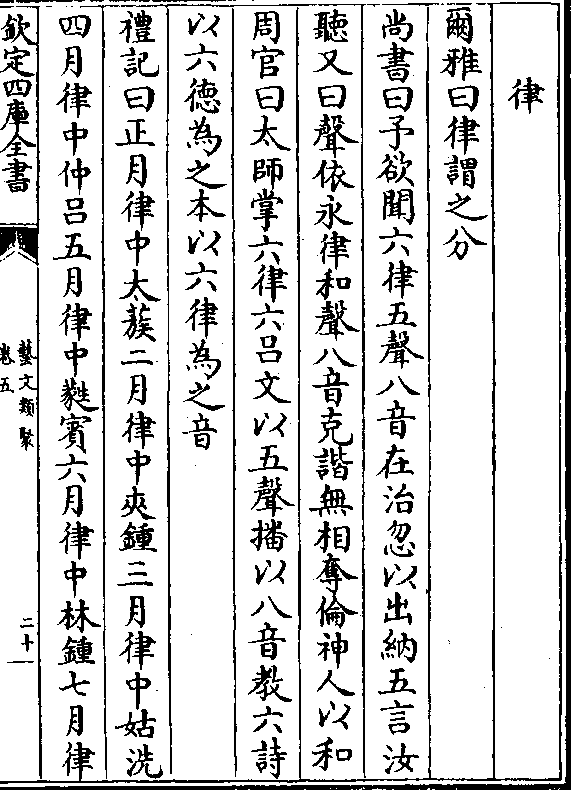 律
爾雅曰律謂之分
尚書曰予欲聞六律五聲八音在治忽以出納五言汝
聽又曰聲依永律和聲八音克諧無相奪倫神人以和
周官曰太師掌六律六呂文以五聲播以八音教六詩
以六德為之本以六律為之音
禮記曰正月律中太蔟二月律中夾鍾三月律中姑洗
四月律中仲呂五月律中蕤賓六月律中林鍾七月律
欽定四庫全書
藝文類聚
卷五
二十